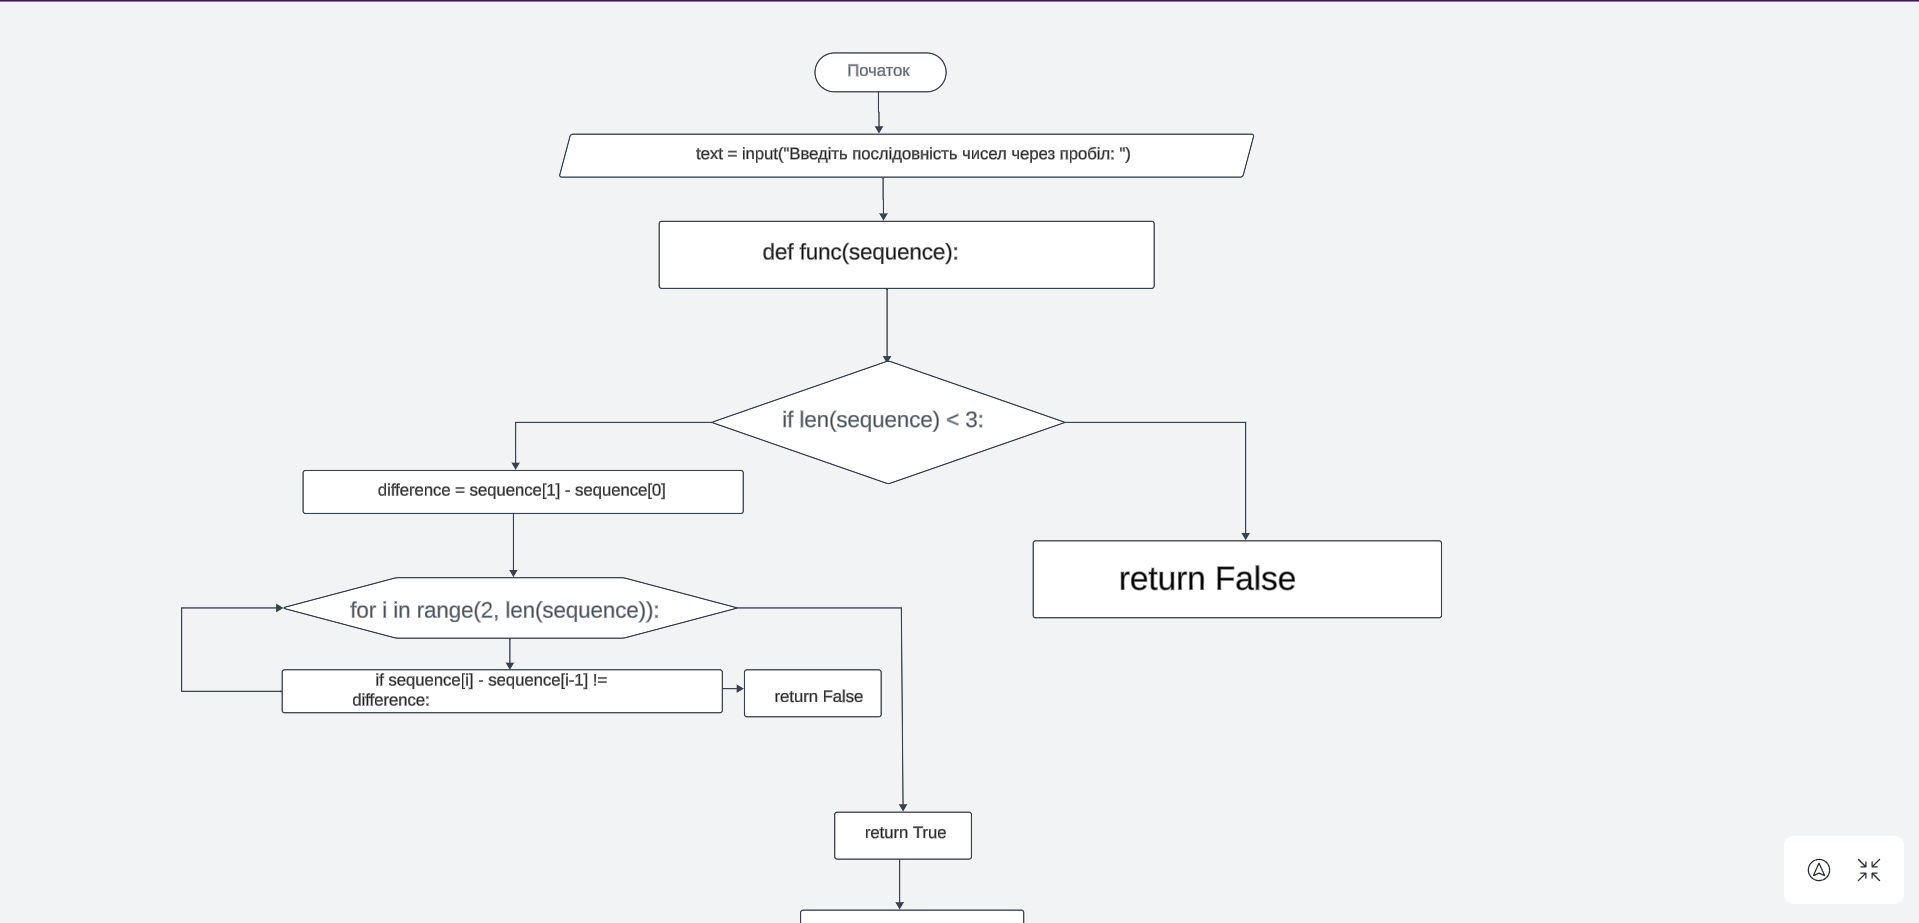 Початок
text = input("Введіть послідовність чисел через пробіл: ")
def func(sequence):
if len(sequence) < 3:
difference = sequence[1] - sequence[0]
return False
for i in range(2, len(sequence)):
if sequence[i] - sequence[i-1] !=
difference:
return False
return True